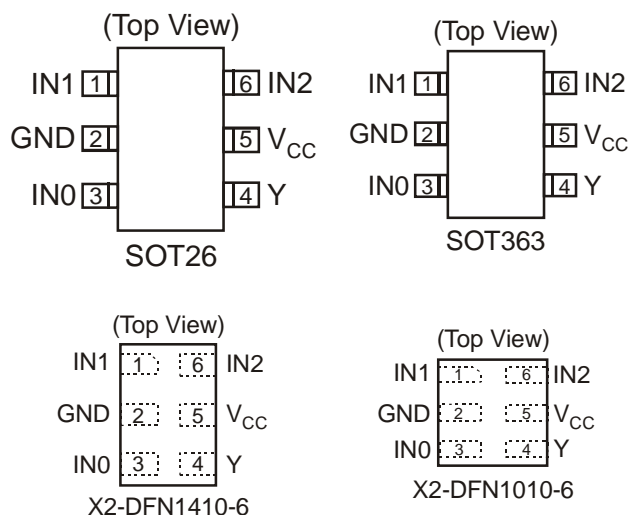 (Top View)
IN1 1 6 IN2
GND 2 5 VCC
IN0 3 4 Y
SOT26
(Top View)
IN1 1 6 IN2
GND 2 5 VCC
IN0 3 4 Y
SOT363
(Top View)
IN1 1 6 IN2
GND 2 5 VCC
IN0 3 4 Y
X2-DFN1410-6
(Top View)
IN1 1 6 IN2
GND 2 5 VCC
IN0 3 4 Y
X2-DFN1010-6